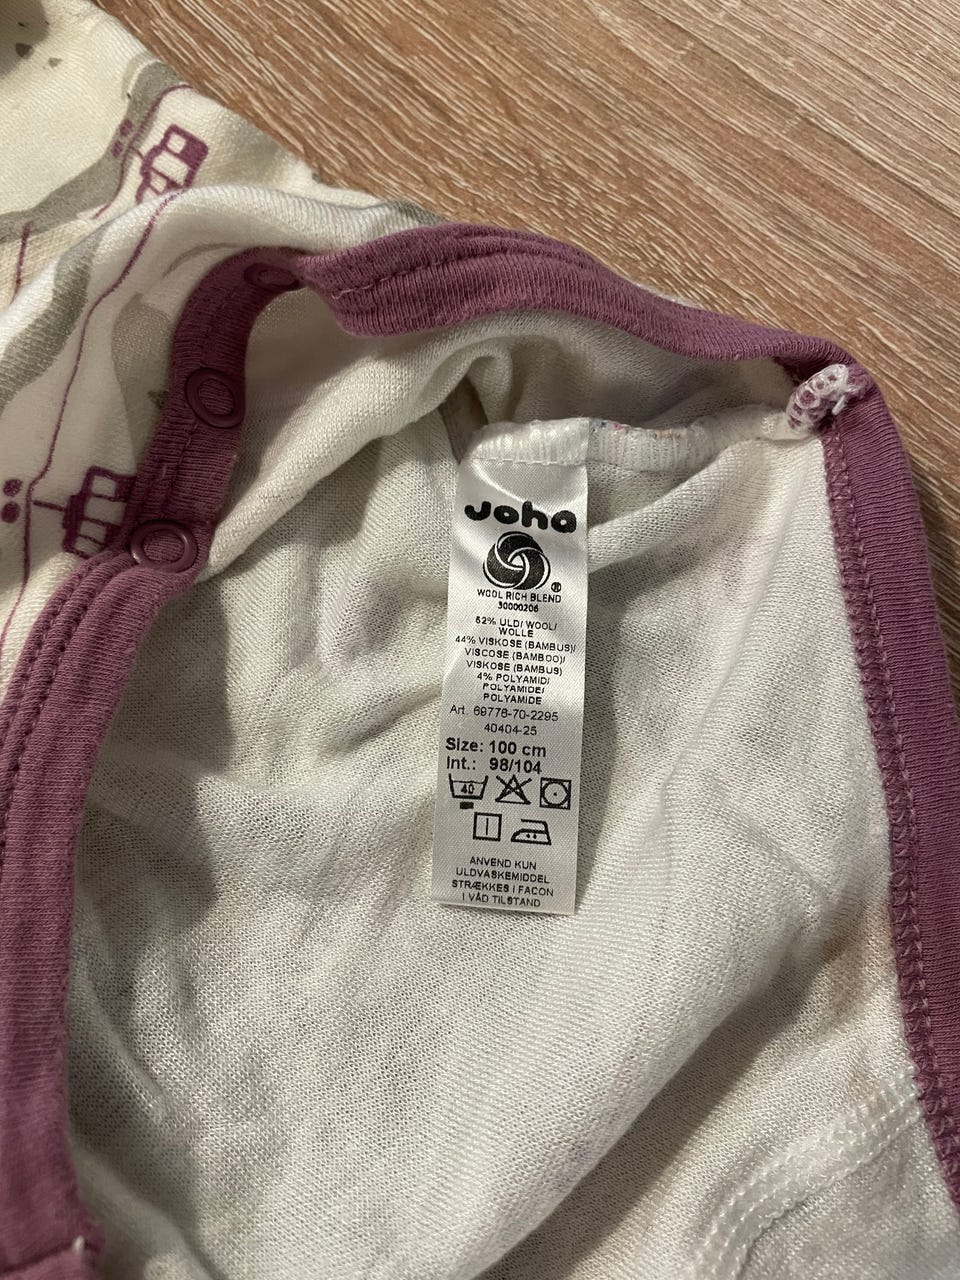 Joha
®
WOOL RICH BLEND
30000206
52% ULD/ WOOL/
WOLLE
44% VISKOSE (BAMBUS)/
VISCOSE (BAMBOO)/
VISKOSE (BAMBUS)
4% POLYAMID/
POLYAMIDE/
POLYAMIDE
Art. 69776-70-2295
40404-25
Size: 100 cm
Int.: 98/104
40
ANVEND KUN
ULDVASKEMIDDEL
STRÆKKES I FACON
I VÅD TILSTAND